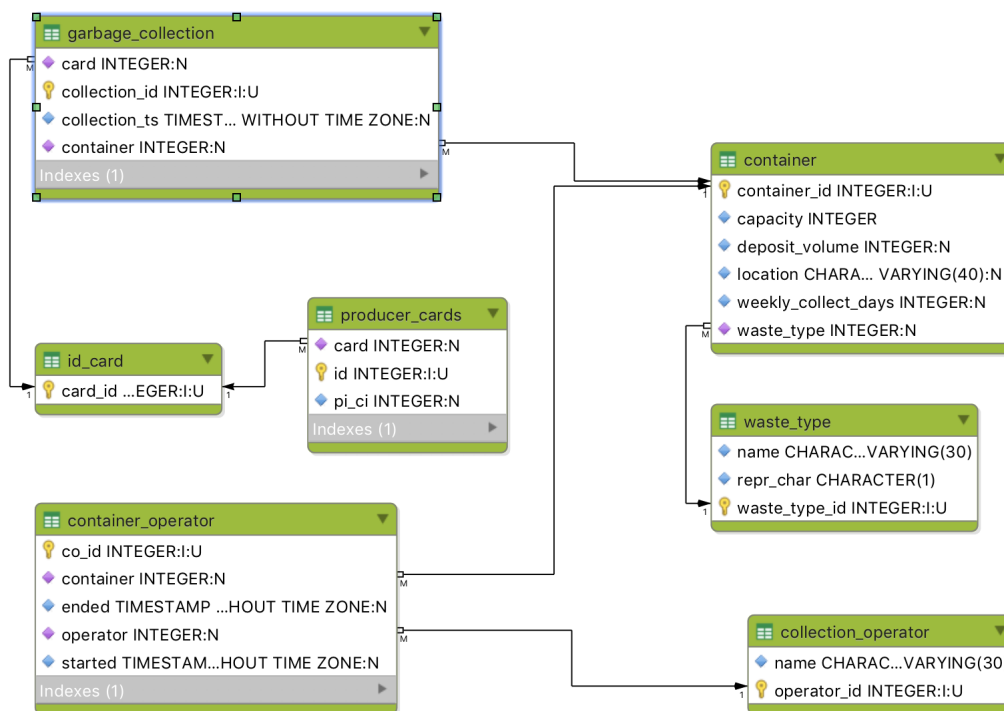 garbage_collection
card INTEGER:N
collection_id INTEGER:I:U
collection_ts TIMEST... WITHOUT TIME ZONE:N
container INTEGER:N
Indexes (1)
M
M
container
container_id INTEGER:I:U
capacity INTEGER
deposit_volume INTEGER:N
location CHARA... VARYING(40):N
weekly_collect_days INTEGER:N
waste_type INTEGER:N
1
M
producer_cards
card INTEGER:N
id INTEGER:I:U
pi_ci INTEGER:N
Indexes (1)
M
id_card
card_id ...EGER:I:U
1
1
waste_type
name CHARAC...VARYING(30)
repr_char CHARACTER(1)
waste_type_id INTEGER:I:U
1
container_operator
co_id INTEGER:I:U
container INTEGER:N
ended TIMESTAMP ...HOUT TIME ZONE:N
operator INTEGER:N
started TIMESTAM...HOUT TIME ZONE:N
Indexes (1)
M
M
collection_operator
name CHARAC...VARYING(30
operator_id INTEGER:I:U
1